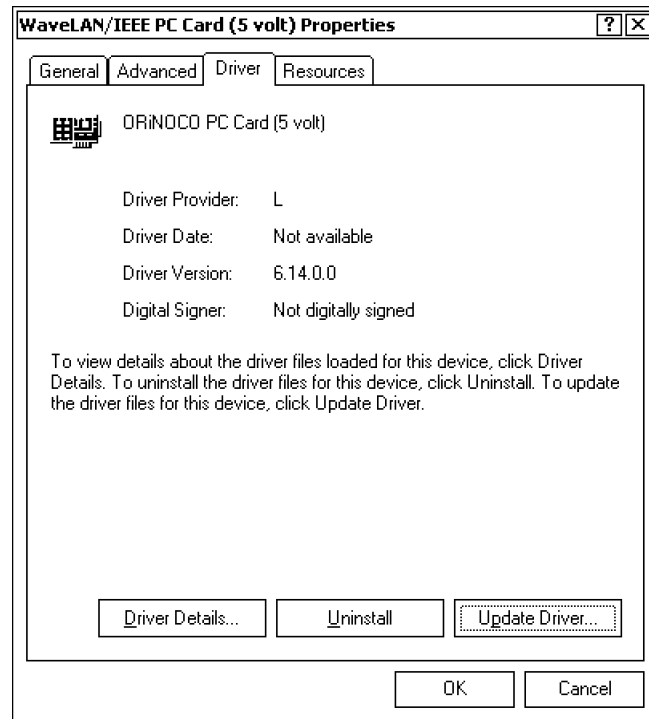 WaveLAN/IEEE PC Card (5 volt) Properties ? X
General Advanced Driver Resources
ORiNOCO PC Card (5 volt)
Driver Provider: L
Driver Date: Not available
Driver Version: 6.14.0.0
Digital Signer: Not digitally signed
To view details about the driver files loaded for this device, click Driver
Details. To uninstall the driver files for this device, click Uninstall. To update
the driver files for this device, click Update Driver.
Driver Details... Uninstall Update Driver...
OK Cancel